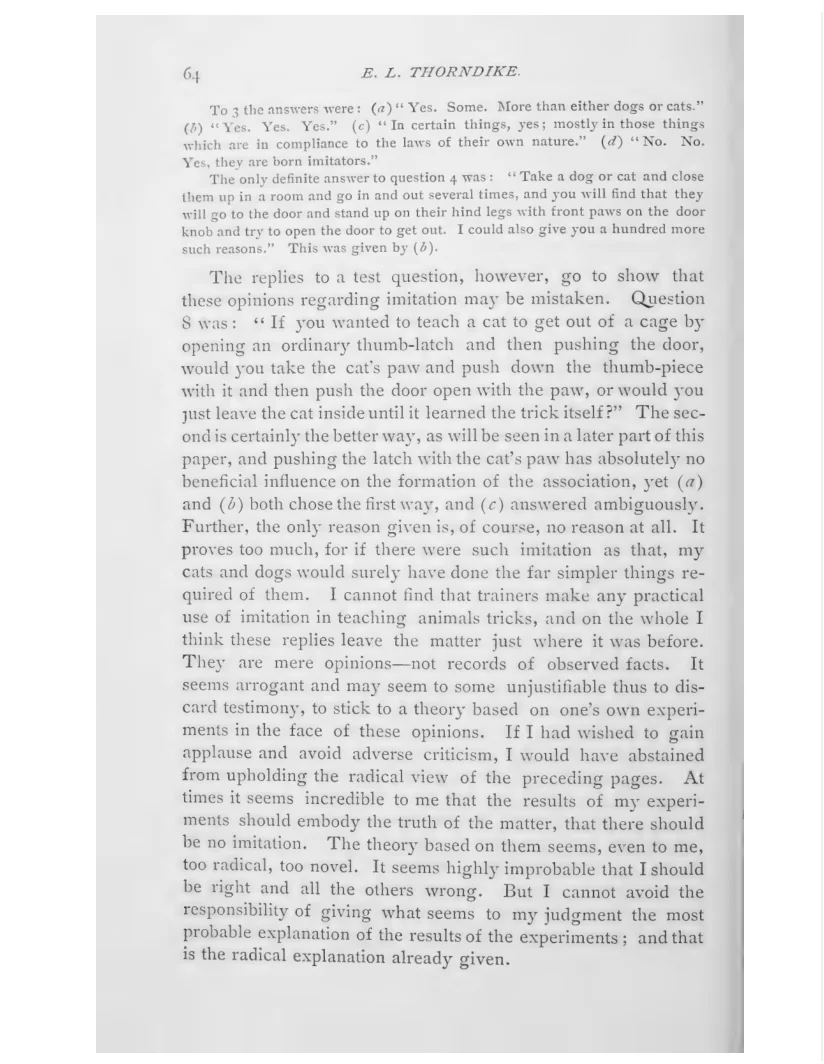 64
E. L. THORNDIKE.
To 3 the answers were: (a) “Yes. Some. More than either dogs or cats.”
(b) “Yes. Yes. Yes.” (c) “In certain things, yes; mostly in those things
which are in compliance to the laws of their own nature.” (d) “No. No.
Yes, they are born imitators.”
The only definite answer to question 4 was: “Take a dog or cat and close
them up in a room and go in and out several times, and you will find that they
will go to the door and stand up on their hind legs with front paws on the door
knob and try to open the door to get out. I could also give you a hundred more
such reasons.” This was given by (b).
The replies to a test question, however, go to show that
these opinions regarding imitation may be mistaken. Question
8 was: “If you wanted to teach a cat to get out of a cage by
opening an ordinary thumb-latch and then pushing the door,
would you take the cat's paw and push down the thumb-piece
with it and then push the door open with the paw, or would you
just leave the cat inside until it learned the trick itself?” The sec-
ond is certainly the better way, as will be seen in a later part of this
paper, and pushing the latch with the cat's paw has absolutely no
beneficial influence on the formation of the association, yet (a)
and (b) both chose the first way, and (c) answered ambiguously.
Further, the only reason given is, of course, no reason at all. It
proves too much, for if there were such imitation as that, my
cats and dogs would surely have done the far simpler things re-
quired of them. I cannot find that trainers make any practical
use of imitation in teaching animals tricks, and on the whole I
think these replies leave the matter just where it was before.
They are mere opinions—not records of observed facts. It
seems arrogant and may seem to some unjustifiable thus to dis-
card testimony, to stick to a theory based on one's own experi-
ments in the face of these opinions. If I had wished to gain
applause and avoid adverse criticism, I would have abstained
from upholding the radical view of the preceding pages. At
times it seems incredible to me that the results of my experi-
ments should embody the truth of the matter, that there should
be no imitation. The theory based on them seems, even to me,
too radical, too novel. It seems highly improbable that I should
be right and all the others wrong. But I cannot avoid the
responsibility of giving what seems to my judgment the most
probable explanation of the results of the experiments; and that
is the radical explanation already given.